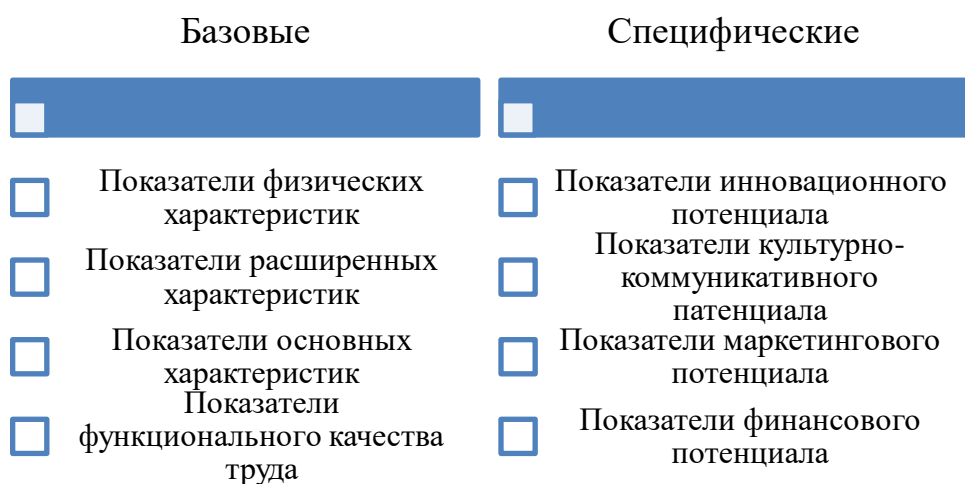 Базовые
Показатели физических
характеристик
Показатели расширенных
характеристик
Показатели основных
характеристик
Показатели
функционального качества
труда
Специфические
Показатели инновационного
потенциала
Показатели культурно-
коммуникативного
патенциала
Показатели маркетингового
потенциала
Показатели финансового
потенциала